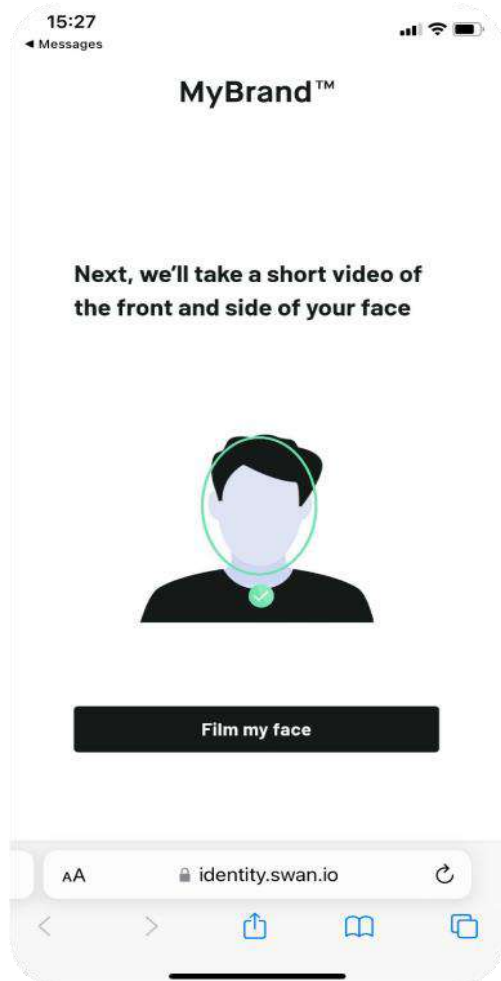 15:27
◀ Messages
MyBrand™
Next, we'll take a short video of
the front and side of your face
Film my face
AA
identity.swan.io